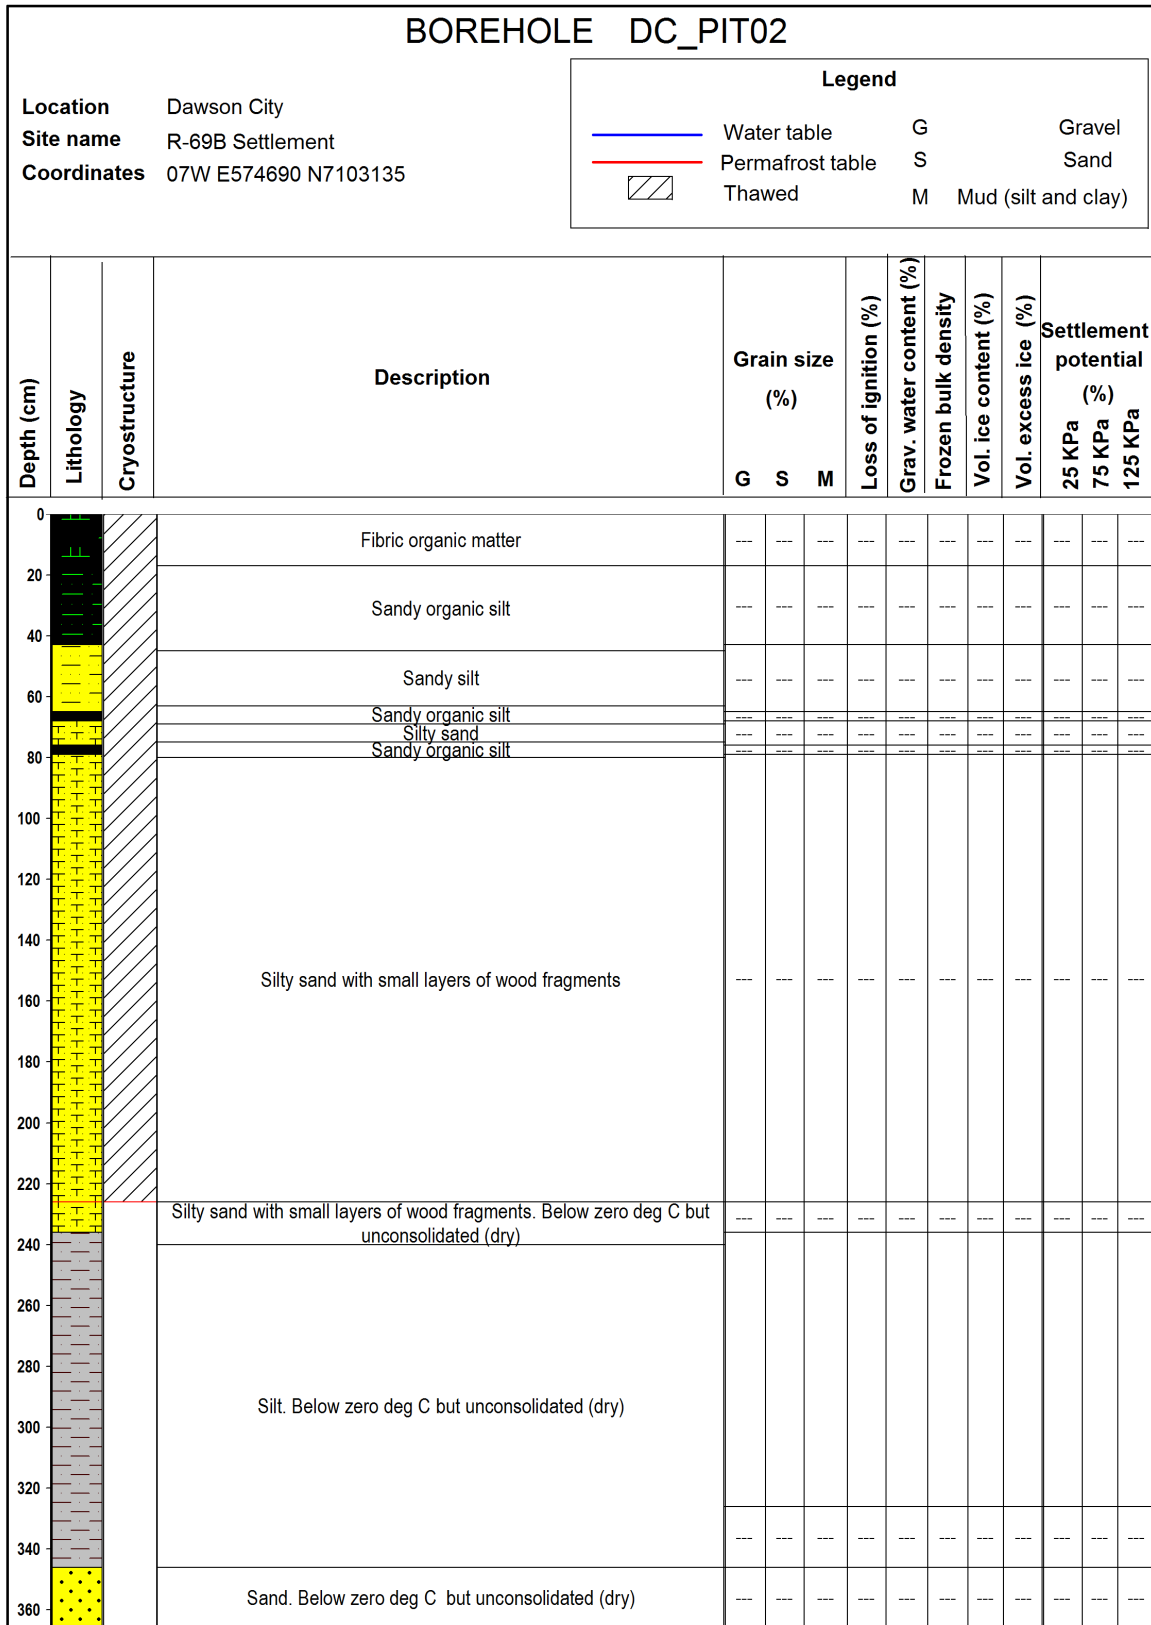 BOREHOLE DC_PIT02
Location Dawson City
Site name R-69B Settlement
Coordinates 07W E574690 N7103135
Legend
Water table G Gravel
Permafrost table S Sand
Thawed M Mud (silt and clay)
Depth (cm)
Lithology
Cryostructure
Description
Grain size
(%)
G S M
Loss of ignition (%)
Grav. water content (%)
Frozen bulk density
Vol. ice content (%)
Vol. excess ice (%)
Settlement
potential
(%)
25 KPa
75 KPa
125 KPa
0
Fibric organic matter --- --- --- --- --- --- --- --- --- --- ---
20
Sandy organic silt --- --- --- --- --- --- --- --- --- --- ---
40
Sandy silt --- --- --- --- --- --- --- --- --- --- ---
60
Sandy organic silt --- --- --- --- --- --- --- --- --- --- ---
Silty sand --- --- --- --- --- --- --- --- --- --- ---
Sandy organic silt --- --- --- --- --- --- --- --- --- --- ---
80
100
120
140
Silty sand with small layers of wood fragments --- --- --- --- --- --- --- --- --- --- ---
160
180
200
220
Silty sand with small layers of wood fragments. Below zero deg C but
unconsolidated (dry) --- --- --- --- --- --- --- --- --- --- ---
240
260
280
Silt. Below zero deg C but unconsolidated (dry)
300
320
340 --- --- --- --- --- --- --- --- --- --- ---
Sand. Below zero deg C but unconsolidated (dry) --- --- --- --- --- --- --- --- --- --- ---
360